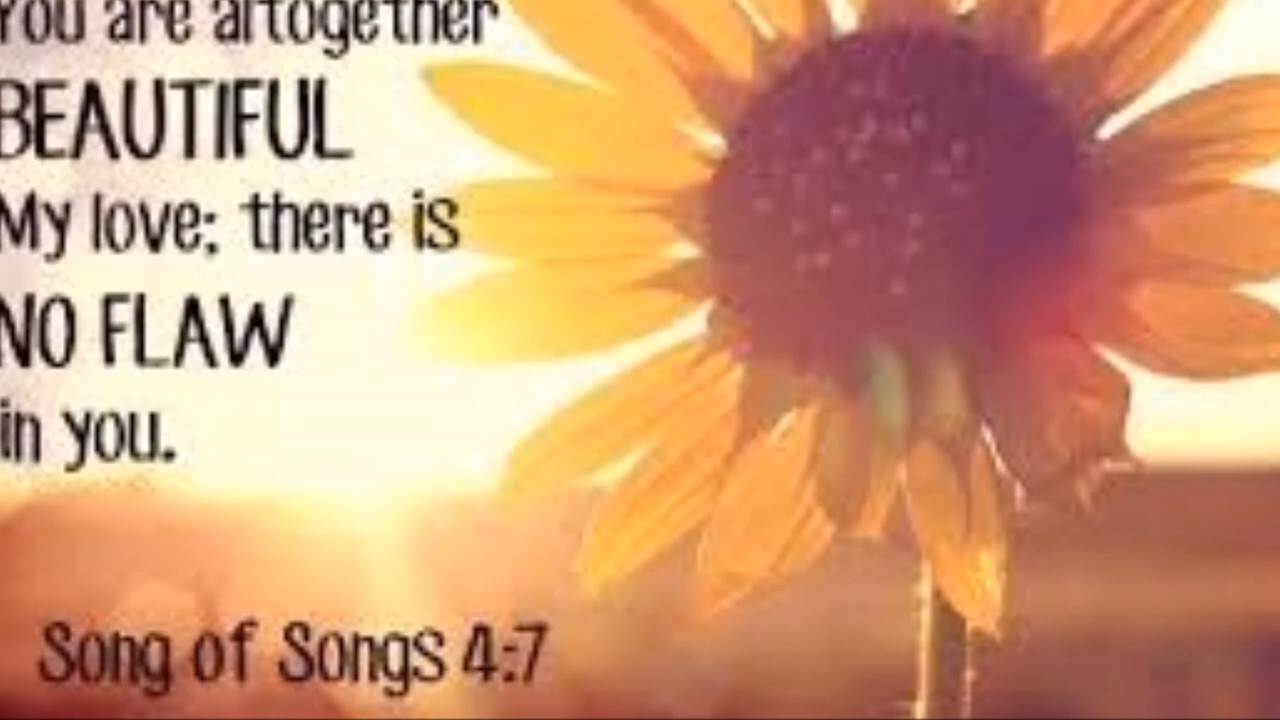 You are altogether
BEAUTIFUL
My love; there is
NO FLAW
in you.
Song of Songs 4:7